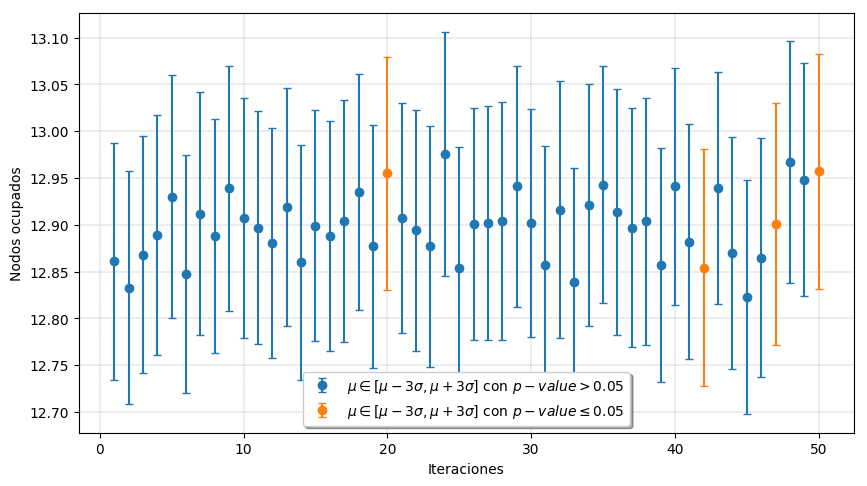 13.10
13.05
13.00
12.95
12.90
12.85
12.80
12.75
12.70
Nodos ocupados
μ ∈ [μ − 3σ, μ + 3σ] con p − value > 0.05
μ ∈ [μ − 3σ, μ + 3σ] con p − value ≤ 0.05
0 10 20 30 40 50
Iteraciones